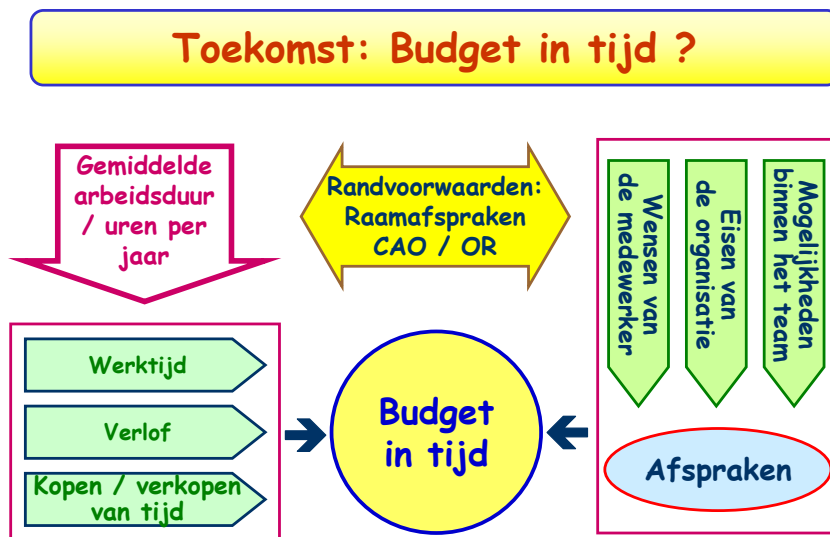 Toekomst: Budget in tijd ?
Gemiddelde
arbeidsduur
/ uren per
jaar
Randvoorwaarden:
Raamafspraken
CAO / OR
Wensen van
de medewerker
Eisen van
de organisatie
Mogelijkheden
binnen het team
Werktijd
Verlof
Kopen / verkopen
van tijd
Budget
in tijd
Afspraken